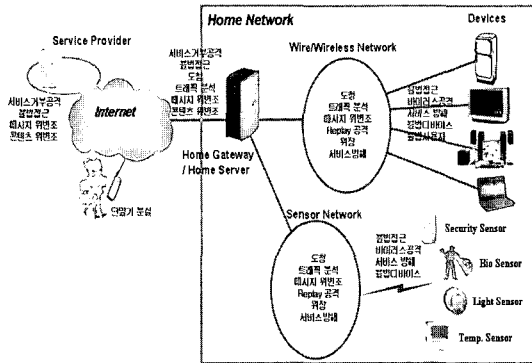 Home Network
Devices
Service Provider
서비스거부공격
불법접근
메시지 위변조
콘텐츠 위변조
Internet
단말기 분실
서비스거부공격
불법접근
도청
트래픽 분석
메시지 위변조
콘텐츠 위변조
Home Gateway
/ Home Server
Wire/Wireless Network
도청
트래픽 분석
메시지 위변조
Replay 공격
위장
서비스방해
불법접근
바이러스공격
서비스 방해
불법디바이스
불법사용자
Sensor Network
도청
트래픽 분석
메시지 위변조
Replay 공격
위장
서비스방해
불법접근
바이러스공격
서비스 방해
불법디바이스
Security Sensor
Bio Sensor
Light Sensor
Temp. Sensor